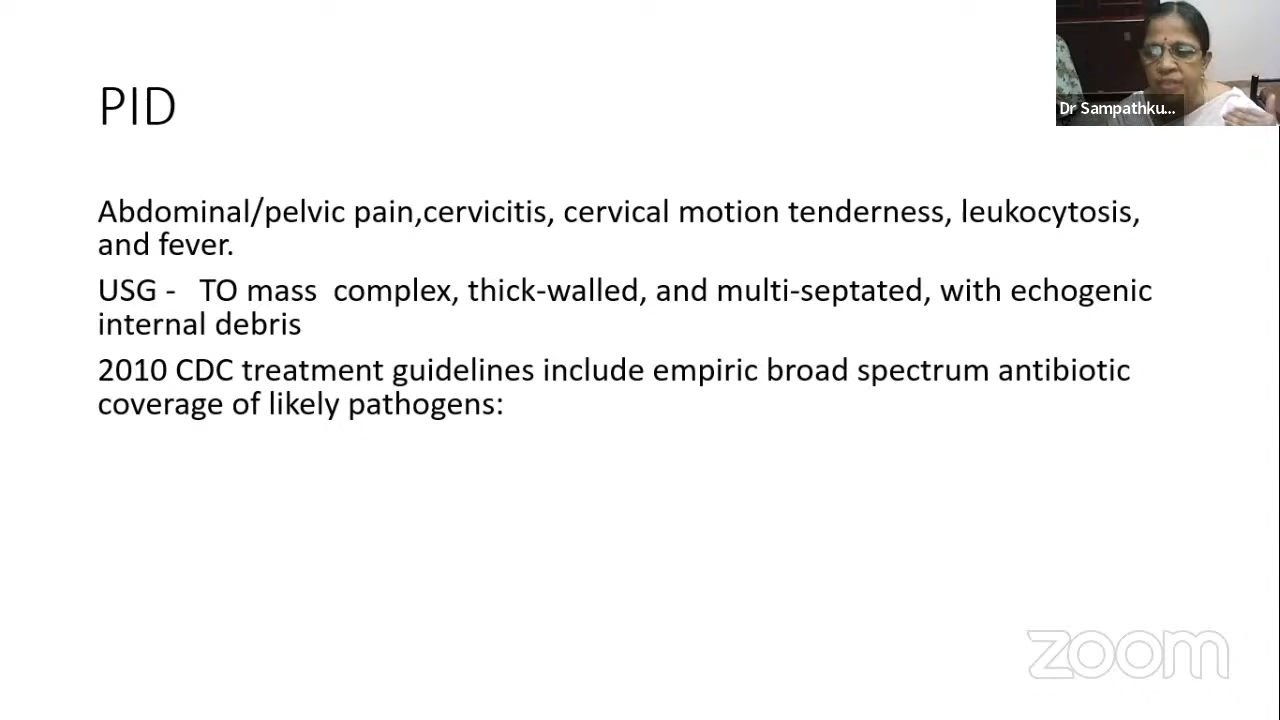 PID
Dr Sampathku...
Abdominal/pelvic pain,cervicitis, cervical motion tenderness, leukocytosis,
and fever.
USG -   TO mass  complex, thick-walled, and multi-septated, with echogenic
internal debris
2010 CDC treatment guidelines include empiric broad spectrum antibiotic
coverage of likely pathogens:
zoom